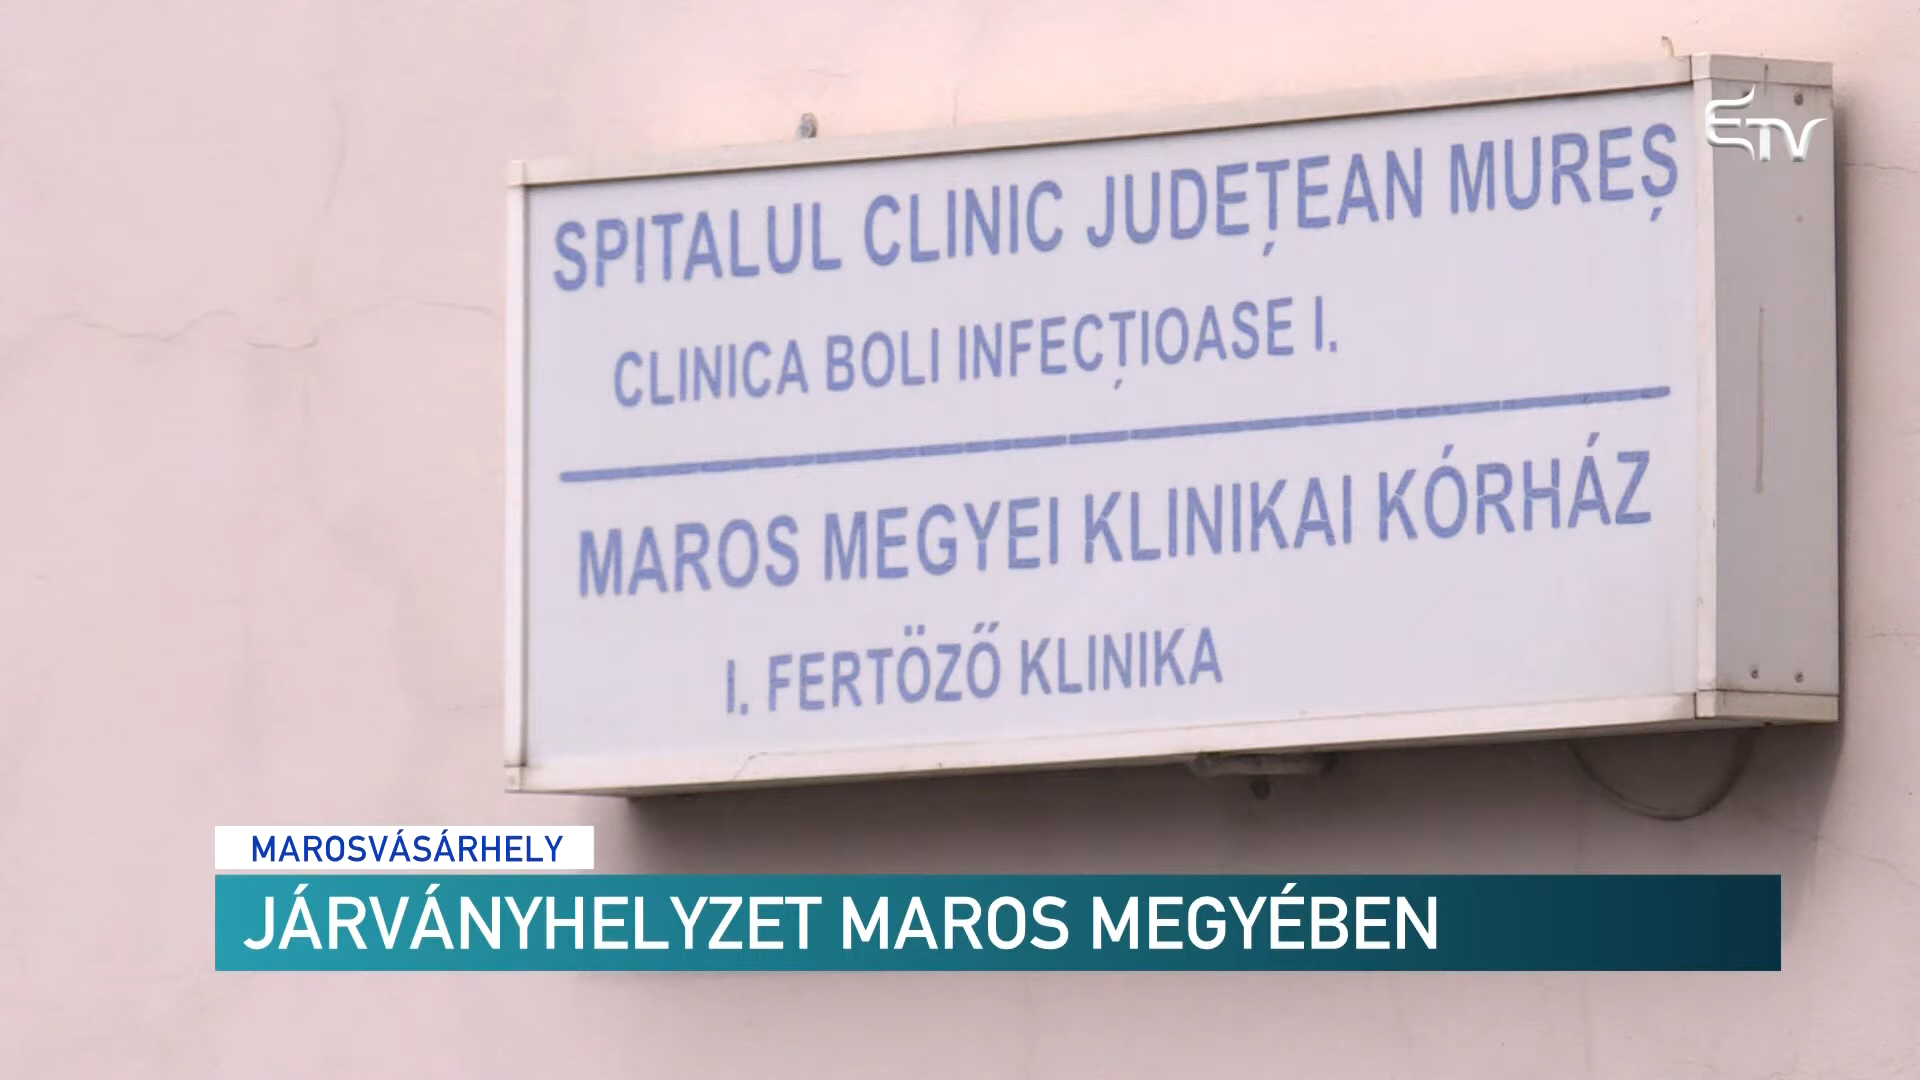 ETV
SPITALUL CLINIC JUDEȚEAN MUREȘ
CLINICA BOLI INFECȚIOASE I.
MAROS MEGYEI KLINIKAI KÓRHÁZ
I. FERTÖZŐ KLINIKA
MAROSVÁSÁRHELY
JÁRVÁNYHELYZET MAROS MEGYÉBEN